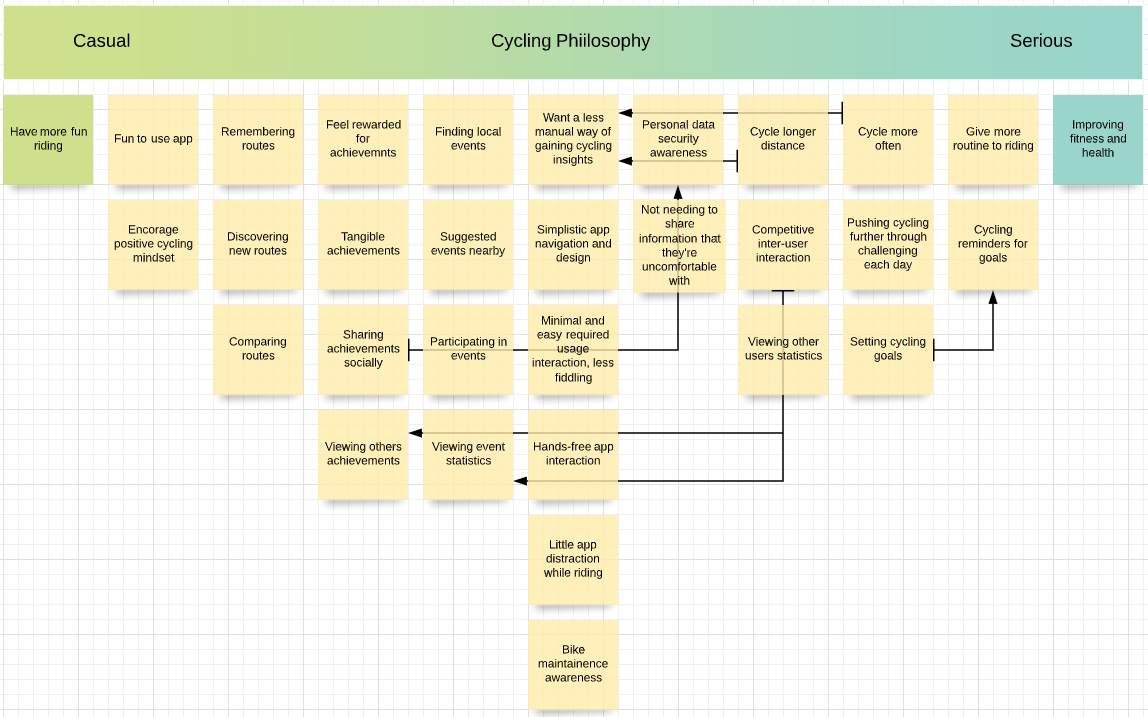 Casual
Cycling Phiilosophy
Serious
Have more fun
riding
Fun to use app
Remembering
routes
Feel rewarded
for
achievemnts
Finding local
events
Want a less
manual way of
gaining cycling
insights
Personal data
security
awareness
Cycle longer
distance
Cycle more
often
Give more
routine to riding
Improving
fitness and
health
Encorage
positive cycling
mindset
Discovering
new routes
Tangible
achievements
Suggested
events nearby
Simplistic app
navigation and
design
Not needing to
share
information that
they're
uncomfortable
with
Competitive
inter-user
interaction
Pushing cycling
further through
challenging
each day
Cycling
reminders for
goals
Comparing
routes
Sharing
achievements
socially
Participating in
events
Minimal and
easy required
usage
interaction, less
fiddling
Viewing other
users statistics
Setting cycling
goals
Viewing others
achievements
Viewing event
statistics
Hands-free app
interaction
Little app
distraction
while riding
Bike
maintainence
awareness